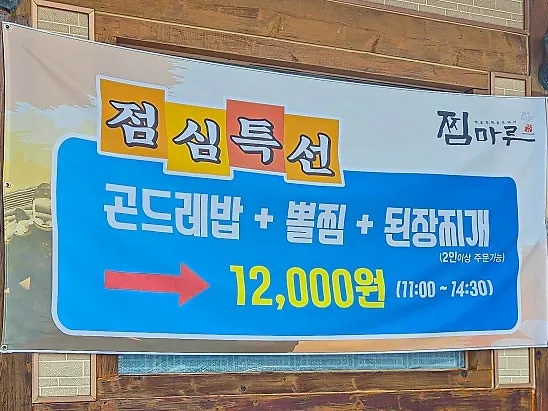 점심특선
찜마루
곤드레밥 + 뽈찜 + 된장찌개
(2인이상 주문가능)
12,000원 (11:00 ~ 14:30)